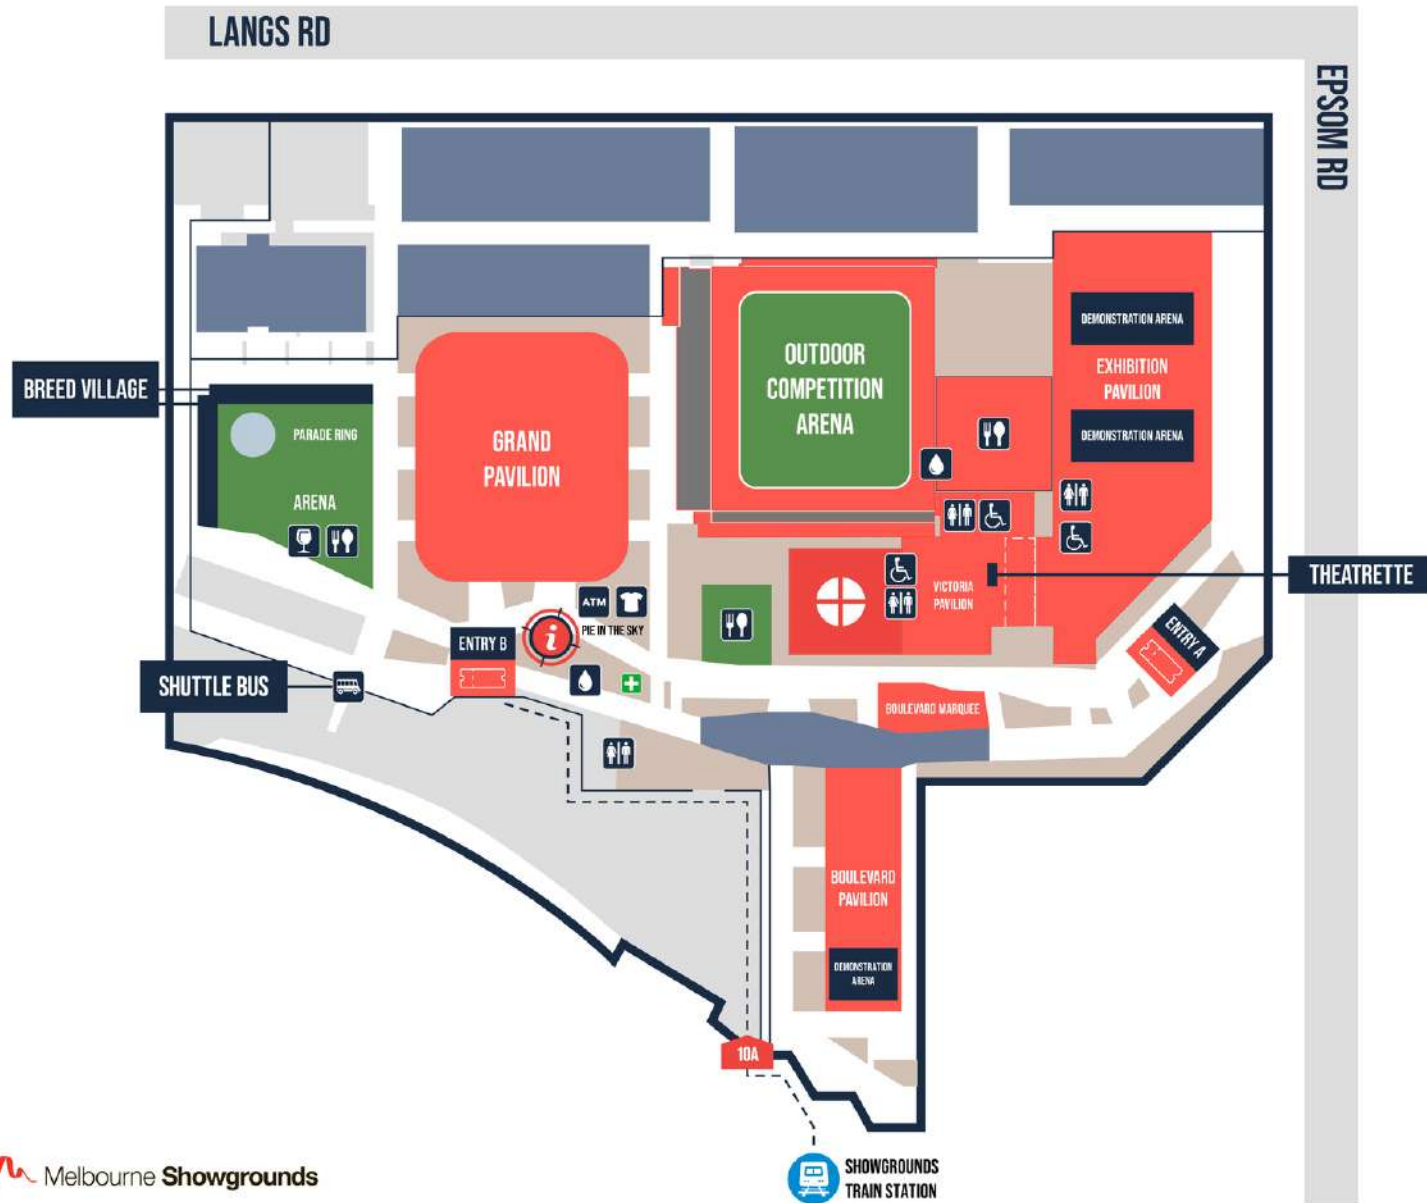 LANGS RD
EPSOM RD
DEMONSTRATION ARENA
OUTDOOR
COMPETITION
ARENA
EXHIBITION
PAVILION
BREED VILLAGE
PARADE RING
GRAND
PAVILION
DEMONSTRATION ARENA
ARENA
THEATRETTE
VICTORIA
PAVILION
ATM
PIE IN THE SKY
i
ENTRY B
ENTRY A
SHUTTLE BUS
BOULEVARD MARQUEE
BOULEVARD
PAVILION
DEMONSTRATION
ARENA
10A
SHOWGROUNDS
TRAIN STATION
Melbourne Showgrounds